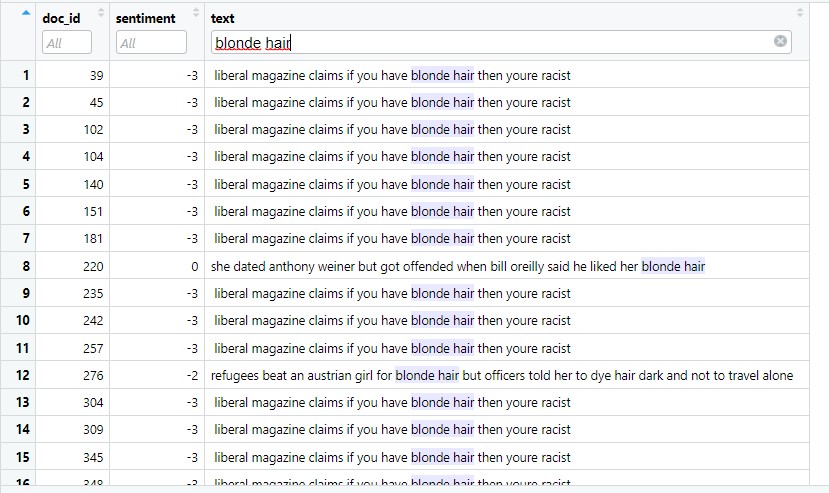 doc_id sentiment text
All All blonde hair
1 39 -3 liberal magazine claims if you have blonde hair then youre racist
2 45 -3 liberal magazine claims if you have blonde hair then youre racist
3 102 -3 liberal magazine claims if you have blonde hair then youre racist
4 104 -3 liberal magazine claims if you have blonde hair then youre racist
5 140 -3 liberal magazine claims if you have blonde hair then youre racist
6 151 -3 liberal magazine claims if you have blonde hair then youre racist
7 181 -3 liberal magazine claims if you have blonde hair then youre racist
8 220 0 she dated anthony weiner but got offended when bill oreilly said he liked her blonde hair
9 235 -3 liberal magazine claims if you have blonde hair then youre racist
10 242 -3 liberal magazine claims if you have blonde hair then youre racist
11 257 -3 liberal magazine claims if you have blonde hair then youre racist
12 276 -2 refugees beat an austrian girl for blonde hair but officers told her to dye hair dark and not to travel alone
13 304 -3 liberal magazine claims if you have blonde hair then youre racist
14 309 -3 liberal magazine claims if you have blonde hair then youre racist
15 345 -3 liberal magazine claims if you have blonde hair then youre racist
16 348 -3 liberal magazine claims if you have blonde hair then youre racist